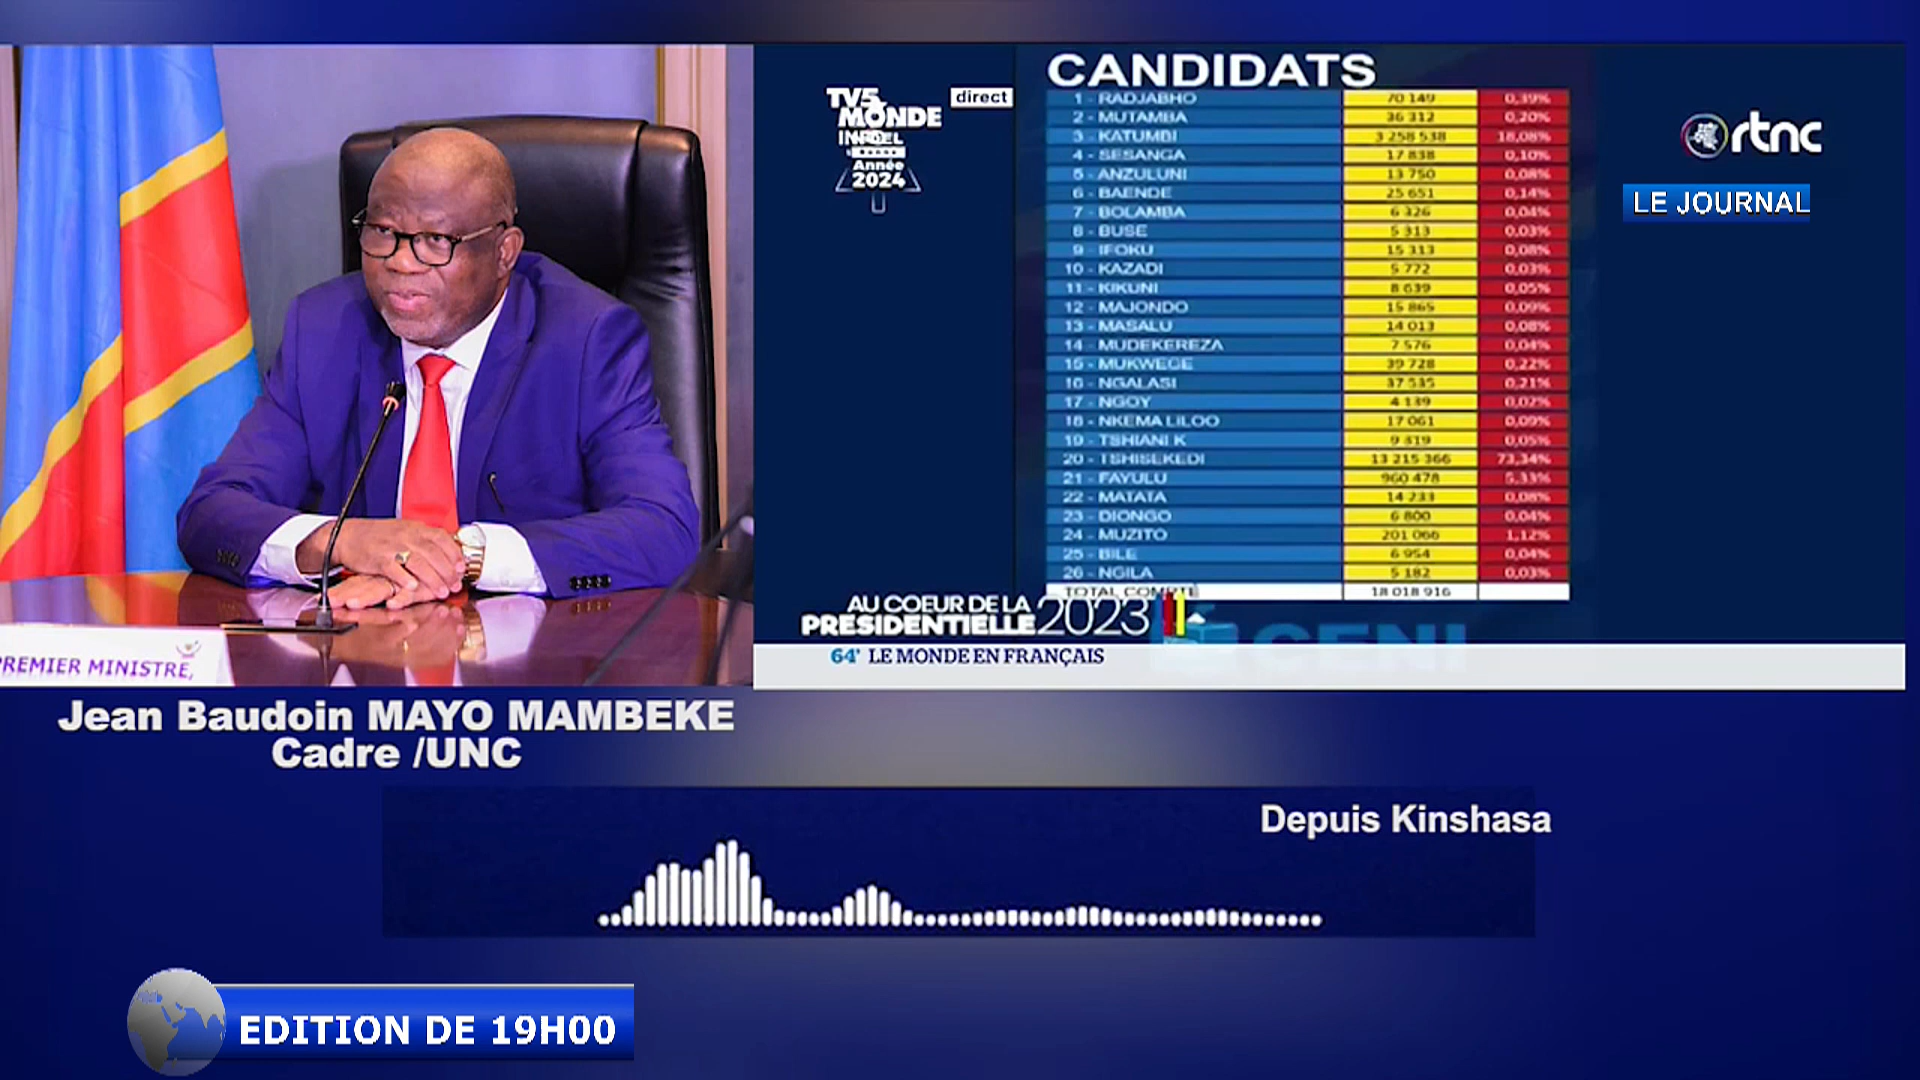 CANDIDATS
TV5
MONDE
direct
Année
2024
1 - RADJABHO 70 149 0,39%
2 - MUTAMBA 36 312 0,20%
3 - KATUMBI 3 258 538 18,08%
4 - SESANGA 17 838 0,10%
5 - ANZULUNI 13 750 0,08%
6 - BAENDE 25 651 0,14%
7 - BOLAMBA 6 326 0,04%
8 - BUSE 5 313 0,03%
9 - IFOKU 15 313 0,08%
10 - KAZADI 5 772 0,03%
11 - KIKUNI 8 639 0,05%
12 - MAJONDO 15 865 0,09%
13 - MASALU 14 013 0,08%
14 - MUDEKEREZA 7 576 0,04%
15 - MUKWEGE 39 728 0,22%
16 - NGALASI 37 535 0,21%
17 - NGOY 4 139 0,02%
18 - NKEMA LILOO 17 061 0,09%
19 - TSHIANI K 9 319 0,05%
20 - TSHISEKEDI 13 215 366 73,34%
21 - FAYULU 960 478 5,33%
22 - MATATA 14 233 0,08%
23 - DIONGO 6 800 0,04%
24 - MUZITO 201 066 1,12%
25 - BILE 6 954 0,04%
26 - NGILA 5 182 0,03%
TOTAL COMPTE 18 018 916
rtnc
LE JOURNAL
AU COEUR DE LA
PRESIDENTIELLE 2023
CENI
64' LE MONDE EN FRANÇAIS
PREMIER MINISTRE,
Jean Baudoin MAYO MAMBEKE
Cadre /UNC
Depuis Kinshasa
EDITION DE 19H00